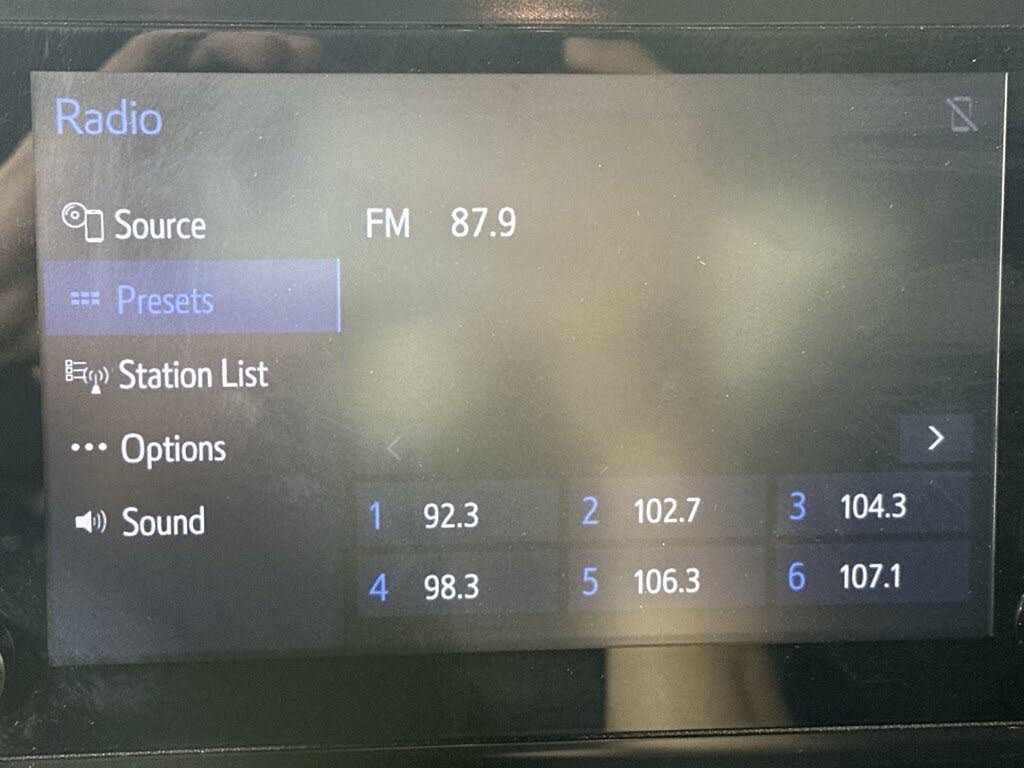 Radio
Source
FM 87.9
Presets
Station List
Options
Sound
1 92.3
2 102.7
3 104.3
4 98.3
5 106.3
6 107.1